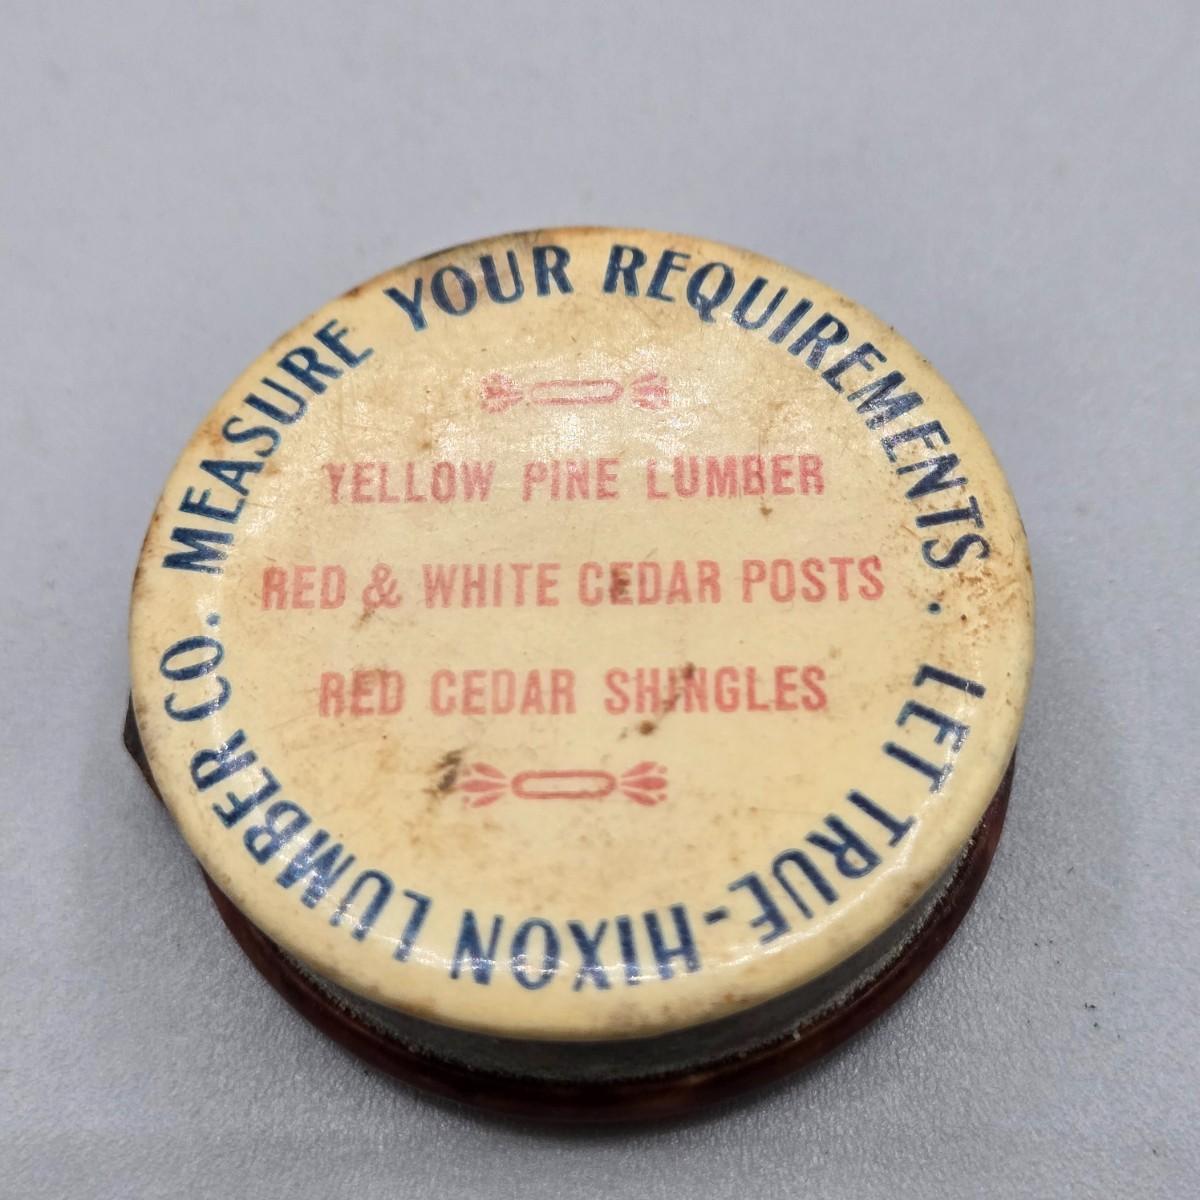 LET TRUE-HIXON LUMBER CO. MEASURE YOUR REQUIREMENTS.
YELLOW PINE LUMBER
RED & WHITE CEDAR POSTS
RED CEDAR SHINGLES